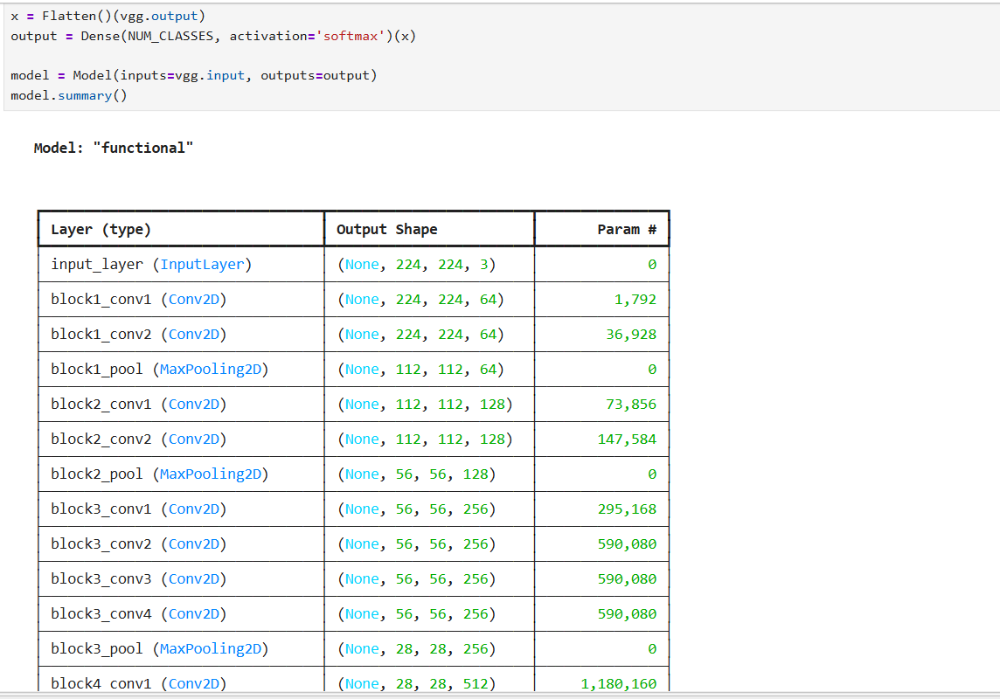 x = Flatten()(vgg.output)
output = Dense(NUM_CLASSES, activation='softmax')(x)
model = Model(inputs=vgg.input, outputs=output)
model.summary()
Model: "functional"
Layer (type) Output Shape Param #
input_layer (InputLayer) (None, 224, 224, 3) 0
block1_conv1 (Conv2D) (None, 224, 224, 64) 1,792
block1_conv2 (Conv2D) (None, 224, 224, 64) 36,928
block1_pool (MaxPooling2D) (None, 112, 112, 64) 0
block2_conv1 (Conv2D) (None, 112, 112, 128) 73,856
block2_conv2 (Conv2D) (None, 112, 112, 128) 147,584
block2_pool (MaxPooling2D) (None, 56, 56, 128) 0
block3_conv1 (Conv2D) (None, 56, 56, 256) 295,168
block3_conv2 (Conv2D) (None, 56, 56, 256) 590,080
block3_conv3 (Conv2D) (None, 56, 56, 256) 590,080
block3_conv4 (Conv2D) (None, 56, 56, 256) 590,080
block3_pool (MaxPooling2D) (None, 28, 28, 256) 0
block4_conv1 (Conv2D) (None, 28, 28, 512) 1,180,160